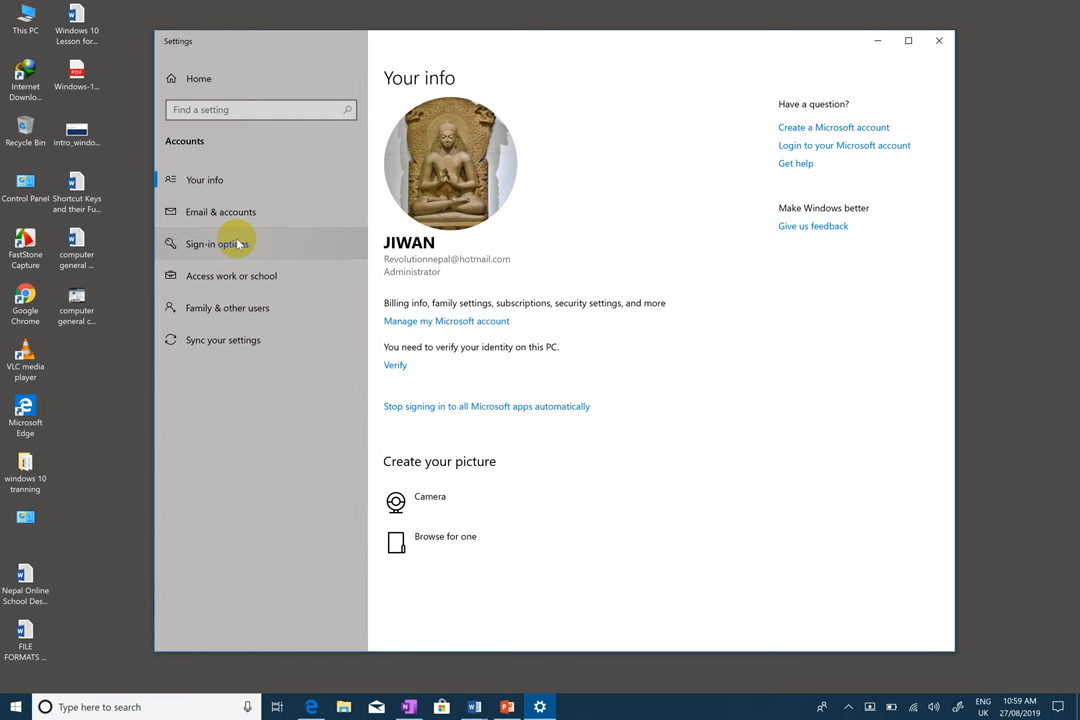 This PC
Windows 10
Lesson for...
Internet
Downlo...
Windows-1...
Recycle Bin
intro_windo...
Control Panel
Shortcut Keys
and their Fu...
FastStone
Capture
computer
general ...
Google
Chrome
computer
general c...
VLC media
player
Microsoft
Edge
windows 10
tranning
Nepal Online
School Des...
FILE
FORMATS ...
Settings
Home
Find a setting
Accounts
Your info
Email & accounts
Sign-in options
Access work or school
Family & other users
Sync your settings
Your info
JIWAN
Revolutionnepal@hotmail.com
Administrator
Billing info, family settings, subscriptions, security settings, and more
Manage my Microsoft account
You need to verify your identity on this PC.
Verify
Stop signing in to all Microsoft apps automatically
Create your picture
Camera
Browse for one
Have a question?
Create a Microsoft account
Login to your Microsoft account
Get help
Make Windows better
Give us feedback
Type here to search
ENG
UK
10:59 AM
27/08/2019